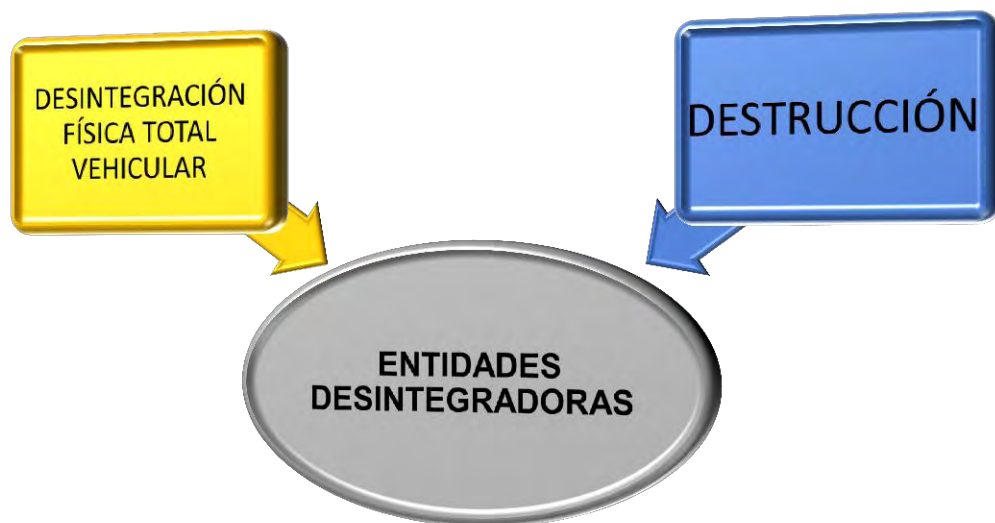 DESINTEGRACIÓN
FÍSICA TOTAL
VEHICULAR
DESTRUCCIÓN
ENTIDADES
DESINTEGRADORAS